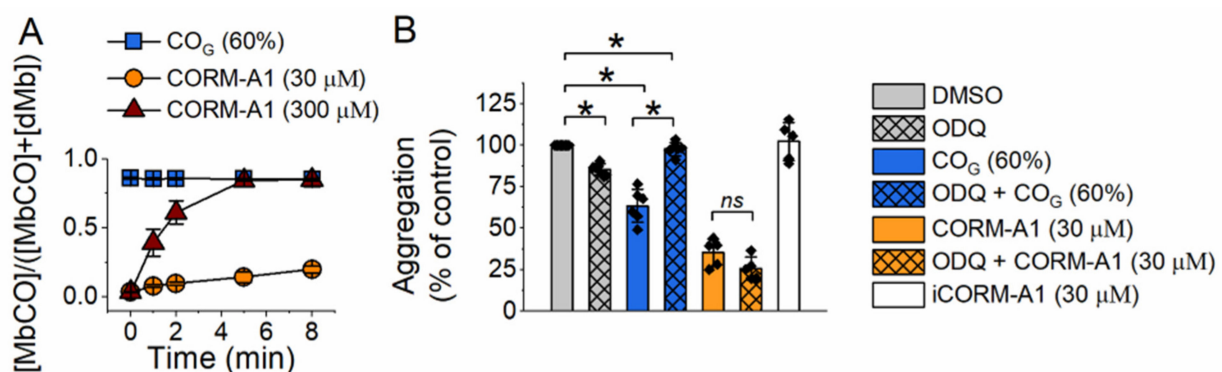 A
CO_G (60%)
CORM-A1 (30 μM)
CORM-A1 (300 μM)
[MbCO]/([MbCO]+[dMb])
1.0
0.5
0.0
0 2 4 6 8
Time (min)
B
* * * *
ns
Aggregation
(% of control)
125
100
75
50
25
0
DMSO
ODQ
CO_G (60%)
ODQ + CO_G (60%)
CORM-A1 (30 μM)
ODQ + CORM-A1 (30 μM)
iCORM-A1 (30 μM)